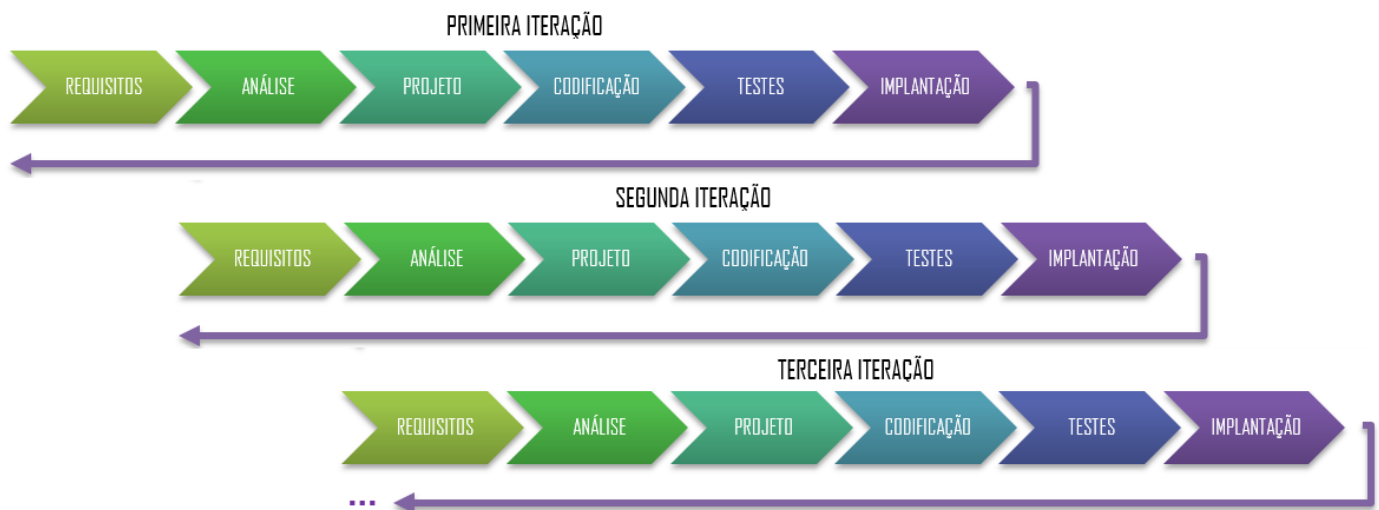 PRIMEIRA ITERAÇÃO
REQUISITOS ANÁLISE PROJETO CODIFICAÇÃO TESTES IMPLANTAÇÃO
SEGUNDA ITERAÇÃO
REQUISITOS ANÁLISE PROJETO CODIFICAÇÃO TESTES IMPLANTAÇÃO
TERCEIRA ITERAÇÃO
REQUISITOS ANÁLISE PROJETO CODIFICAÇÃO TESTES IMPLANTAÇÃO
...